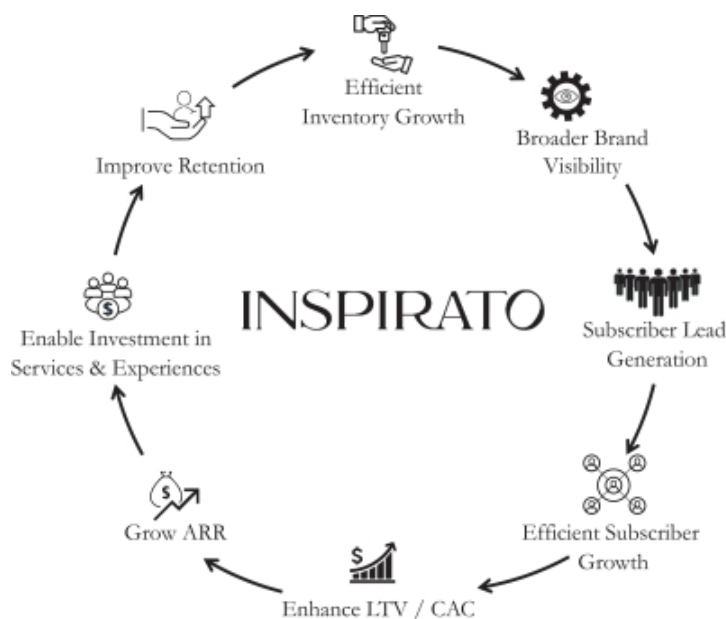 Efficient
Inventory Growth
Broader Brand
Visibility
Subscriber Lead
Generation
Efficient Subscriber
Growth
Enhance LTV / CAC
Grow ARR
Enable Investment in
Services & Experiences
Improve Retention
INSPIRATO
$
$
$